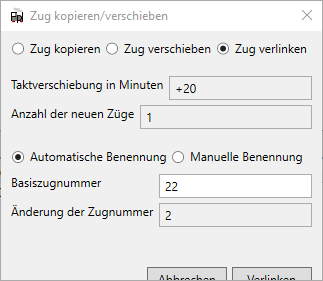 Zug kopieren/verschieben
Zug kopieren Zug verschieben Zug verlinken
Taktverschiebung in Minuten +20
Anzahl der neuen Züge 1
Automatische Benennung Manuelle Benennung
Basiszugnummer 22
Änderung der Zugnummer 2
Abbrechen Verlinken